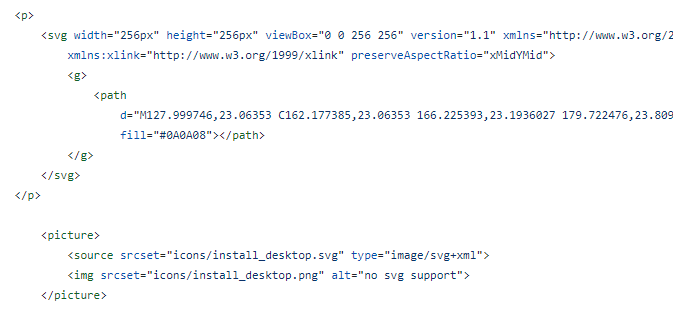 <p>
<svg width="256px" height="256px" viewBox="0 0 256 256" version="1.1" xmlns="http://www.w3.org/2
xmlns:xlink="http://www.w3.org/1999/xlink" preserveAspectRatio="xMidYMid">
<g>
<path
d="M127.999746,23.06353 C162.177385,23.06353 166.225393,23.1936027 179.722476,23.809
fill="#0A0A08"></path>
</g>
</svg>
</p>
<picture>
<source srcset="icons/install_desktop.svg" type="image/svg+xml">
<img srcset="icons/install_desktop.png" alt="no svg support">
</picture>